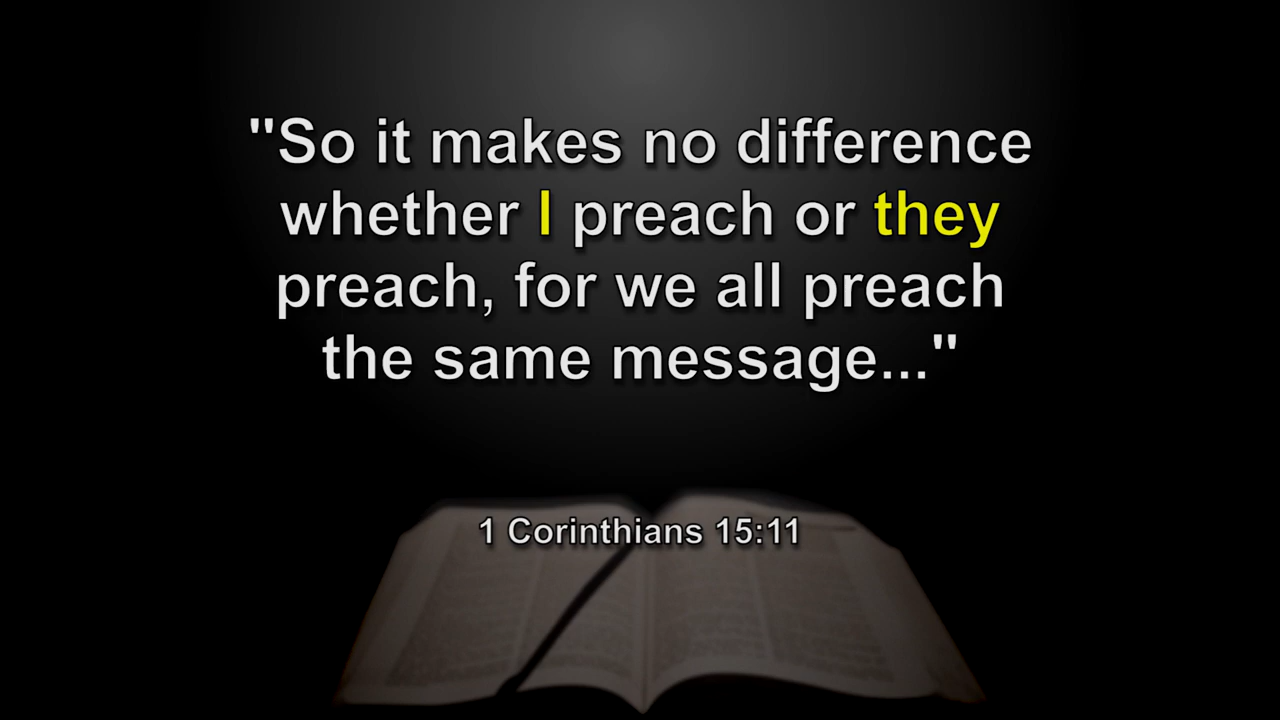 "So it makes no difference
whether I preach or they
preach, for we all preach
the same message..."
1 Corinthians 15:11